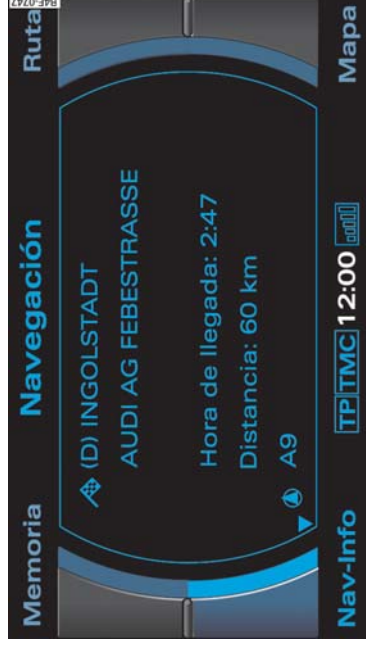 B4E-0747
Memoria
Navegación
Ruta
(D) INGOLSTADT
AUDI AG FEBESTRASSE
Hora de llegada: 2:47
Distancia: 60 km
A9
Nav-Info
TP TMC 12:00
Mapa